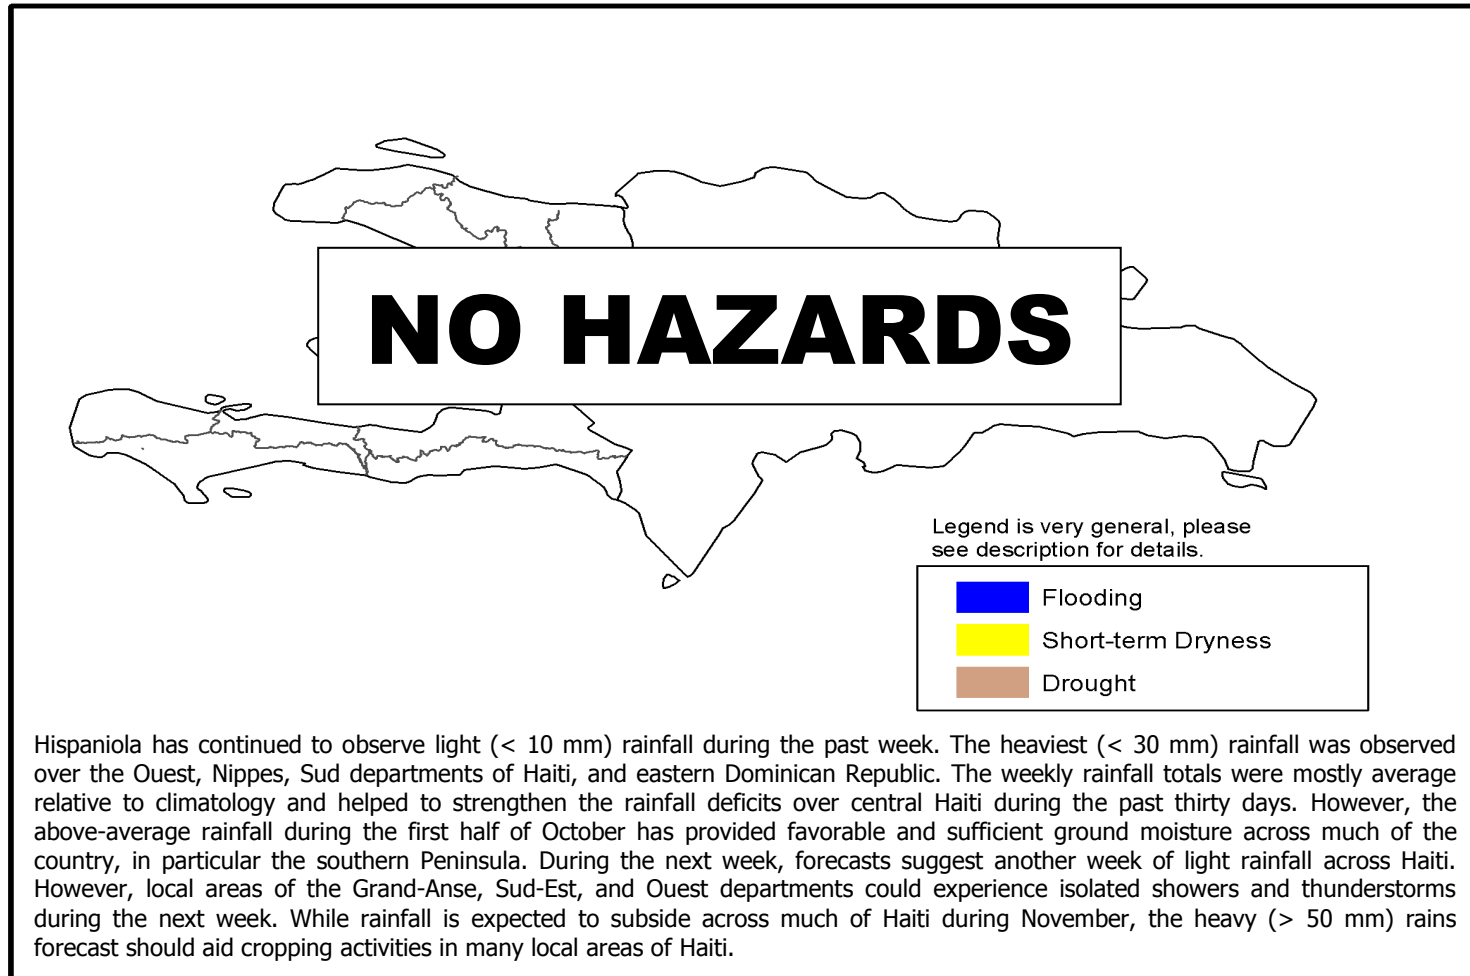 NO HAZARDS
Legend is very general, please
see description for details.
Flooding
Short-term Dryness
Drought
Hispaniola has continued to observe light (< 10 mm) rainfall during the past week. The heaviest (< 30 mm) rainfall was observed
over the Ouest, Nippes, Sud departments of Haiti, and eastern Dominican Republic. The weekly rainfall totals were mostly average
relative to climatology and helped to strengthen the rainfall deficits over central Haiti during the past thirty days. However, the
above-average rainfall during the first half of October has provided favorable and sufficient ground moisture across much of the
country, in particular the southern Peninsula. During the next week, forecasts suggest another week of light rainfall across Haiti.
However, local areas of the Grand-Anse, Sud-Est, and Ouest departments could experience isolated showers and thunderstorms
during the next week. While rainfall is expected to subside across much of Haiti during November, the heavy (> 50 mm) rains
forecast should aid cropping activities in many local areas of Haiti.